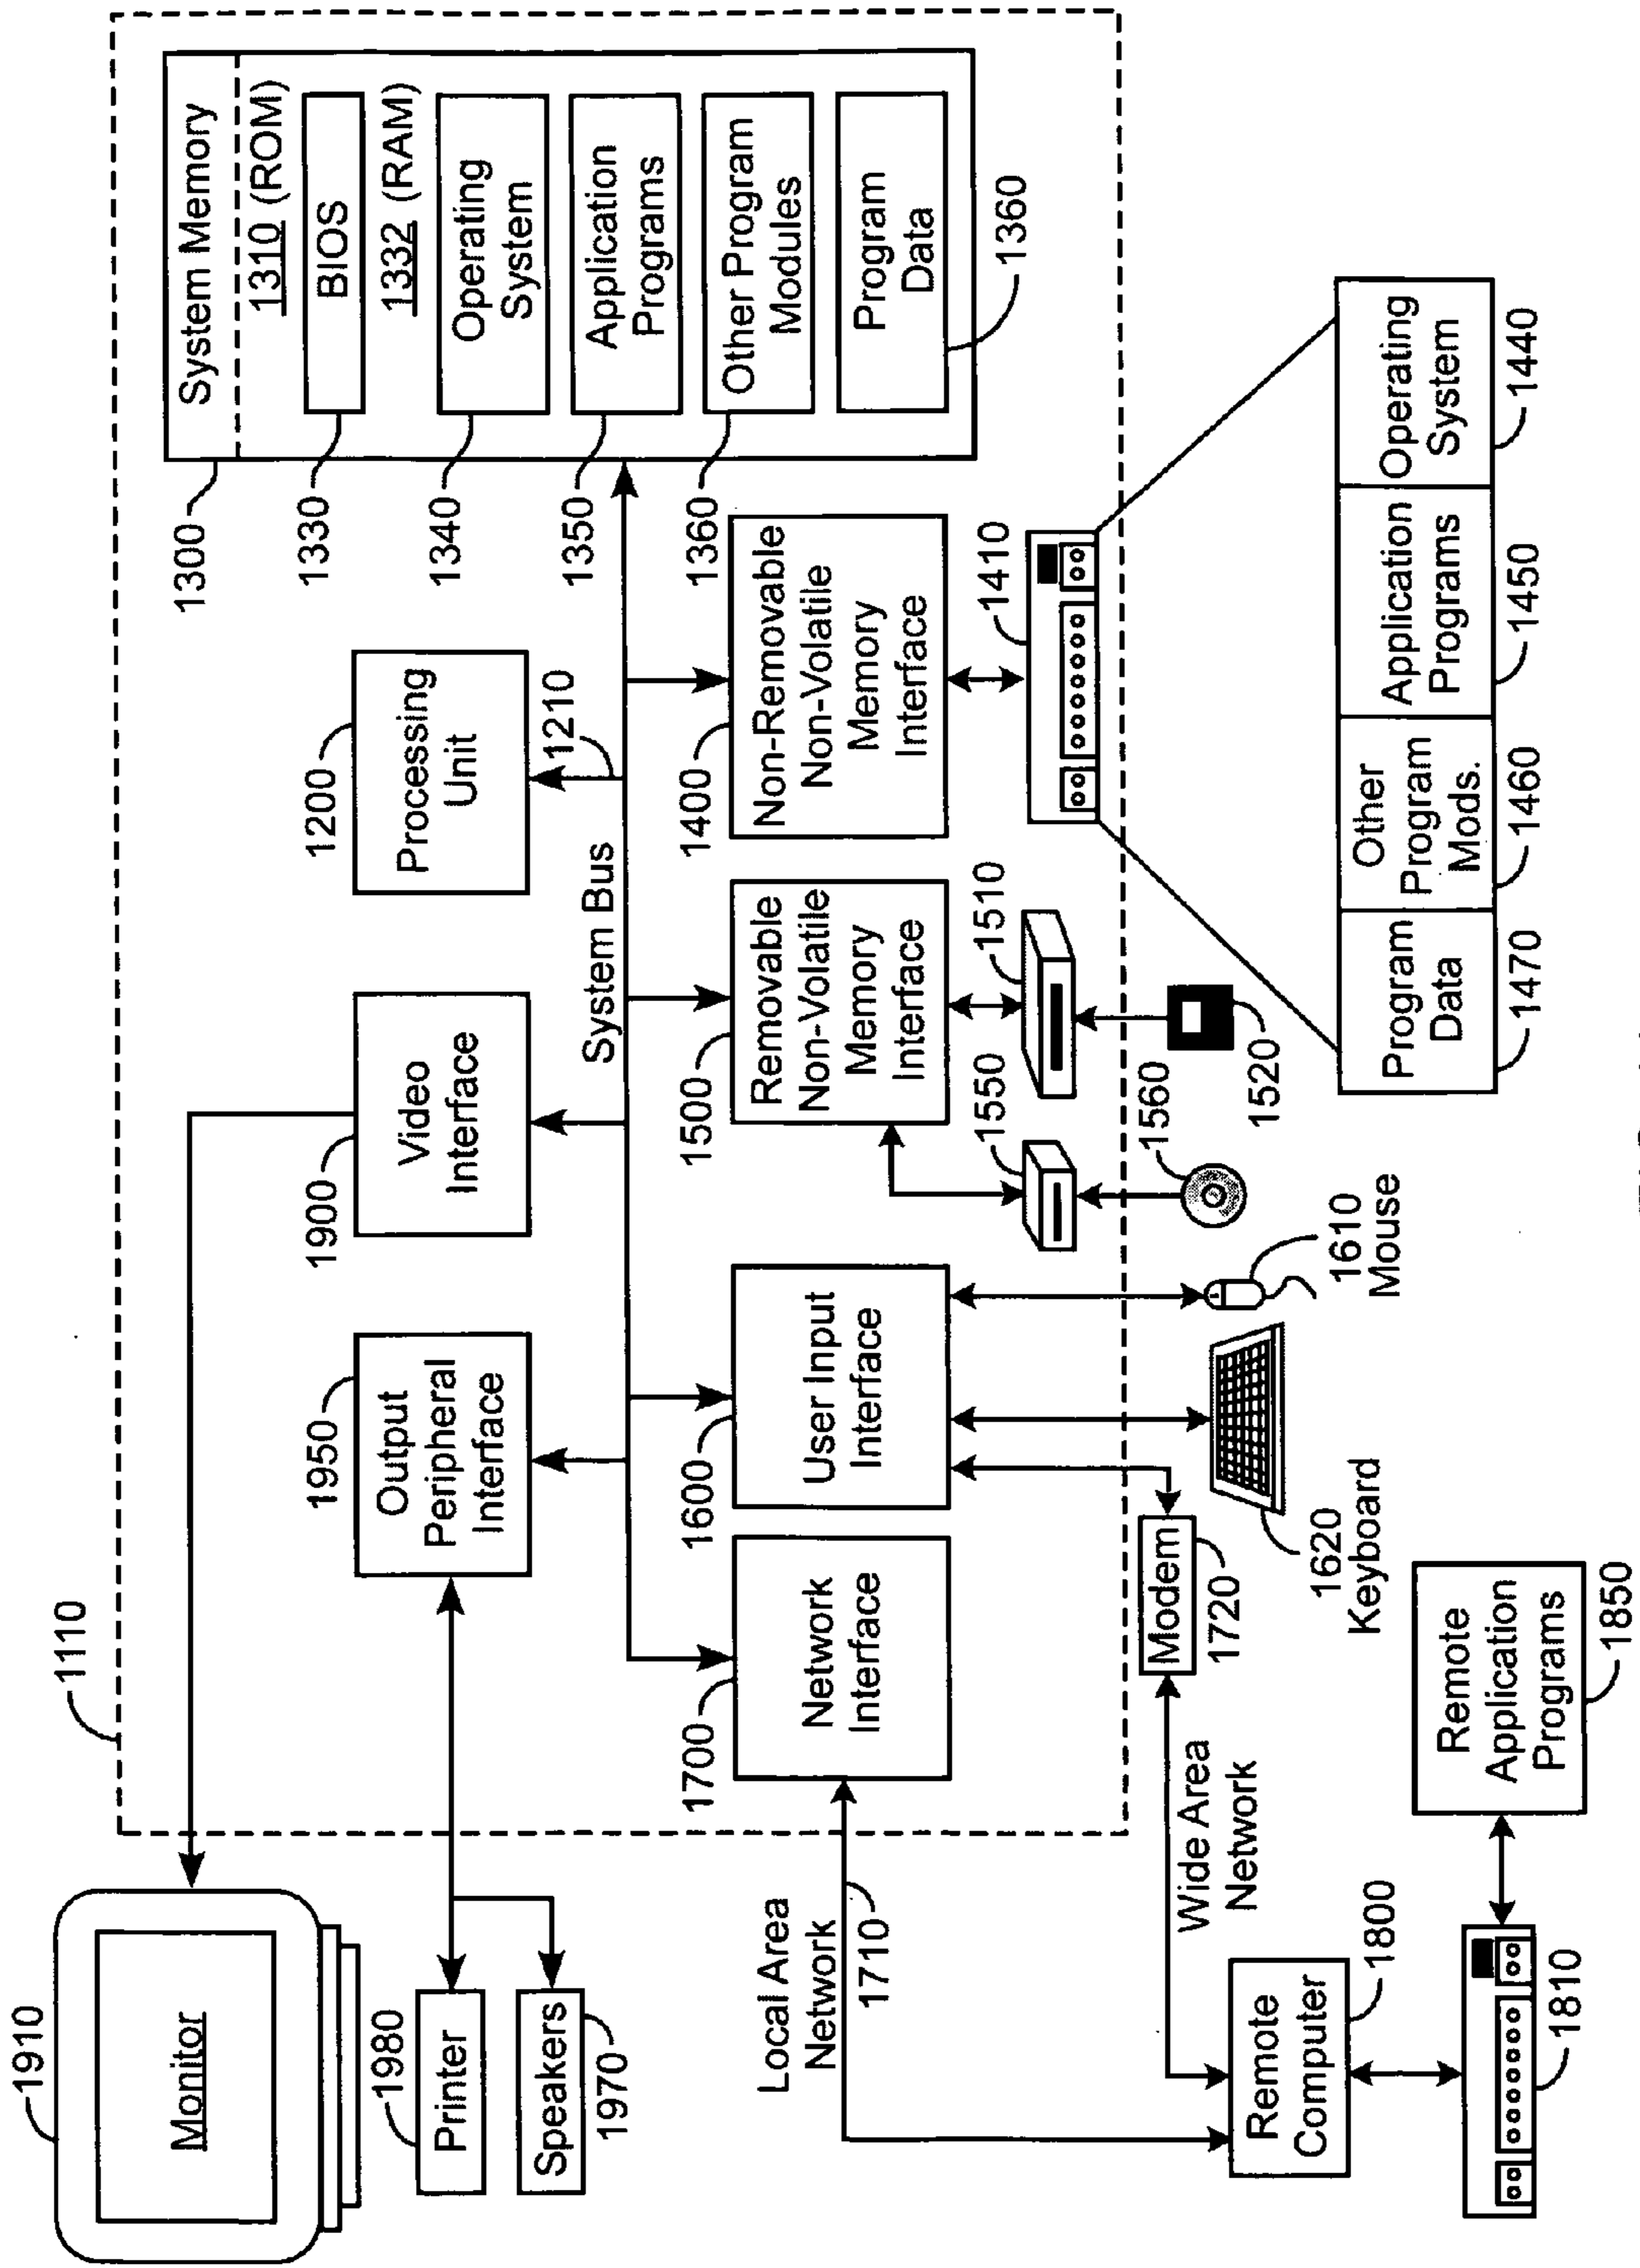 1910
Monitor
1110
1300
System Memory
1310 (ROM)
1330
BIOS
1332 (RAM)
1340
Operating
System
1350
Application
Programs
1360
Other Program
Modules
Program
Data
1360
1950
Output
Peripheral
Interface
1900
Video
Interface
1200
Processing
Unit
1210
System Bus
1980
Printer
Speakers
1970
1700
Network
Interface
1600
User Input
Interface
1500
Removable
Non-Volatile
Memory
Interface
1400
Non-Removable
Non-Volatile
Memory
Interface
Local Area
Network
1710
1550
1510
1410
Modem
1720
Wide Area
Network
1560
1520
1610
Mouse
1620
Keyboard
Remote
Computer
1800
1810
Remote
Application
Programs
1850
Program
Data
1470
Other
Program
Mods.
1460
Application
Programs
1450
Operating
System
1440